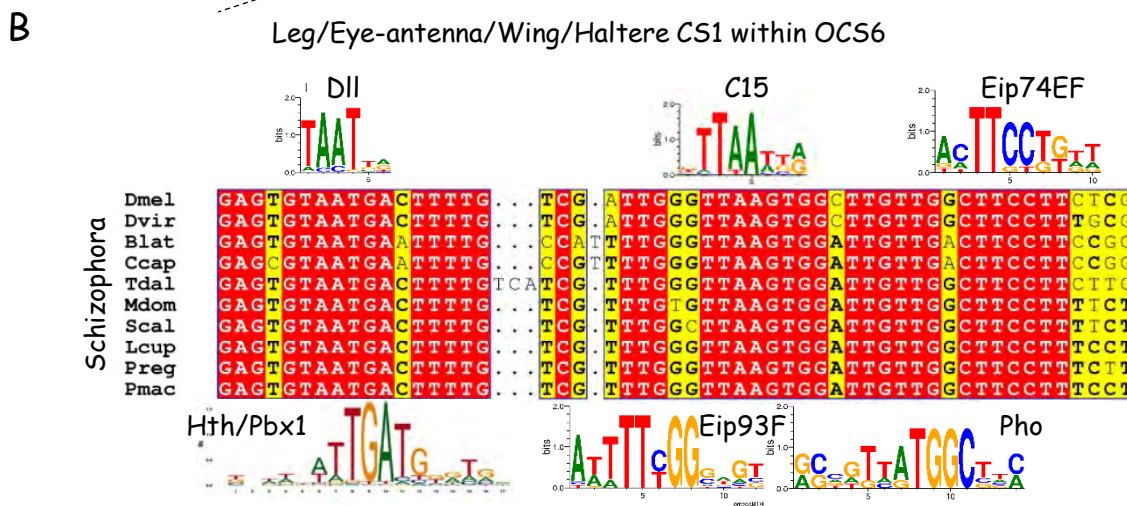 B
Leg/Eye-antenna/Wing/Haltere CS1 within OCS6
Dll
C15
Eip74EF
Schizophora
Dmel GAGTGTAATGACTTTTG...TCG.ATTGGGTTAAGTGGCTTGTTGGCTTCCTTCTCG
Dvir GAGTGTAATGACTTTTG...TCG.ATTGGGTTAAGTGGCTTGTTGGCTTCCTTTGCG
Blat GAGTGTAATGAATTTTG...CCATTTTGGGTTAAGTGGATTGTTGACTTCCTTCCGC
Ccap GAGCGTAATGAATTTTG...CCGTTTTGGGTTAAGTGGATTGTTGGCTTCCTTCCGC
Tdal GAGTGTAATGACTTTTGTCATCG.TTTGGGTTAAGTGGATTGTTGGCTTCCTTCTTG
Mdom GAGTGTAATGACTTTTG...TCG.TTTGTGTTAAGTGGATTGTTGGCTTCCTTTTCT
Scal GAGTGTAATGACTTTTG...TCG.TTTGGCTTAAGTGGATTGTTGGCTTCCTTTTCT
Lcup GAGTGTAATGACTTTTG...TCG.TTTGGGTTAAGTGGATTGTTGGCTTCCTTTCCT
Preg GAGTGTAATGACTTTTG...TCG.TTTGGGTTAAGTGGATTGTTGGCTTCCTTTCTT
Pmac GAGTGTAATGACTTTTG...TCG.TTTGGGTTAAGTGGATTGTTGGCTTCCTTTCCT
Hth/Pbx1
Eip93F
Pho